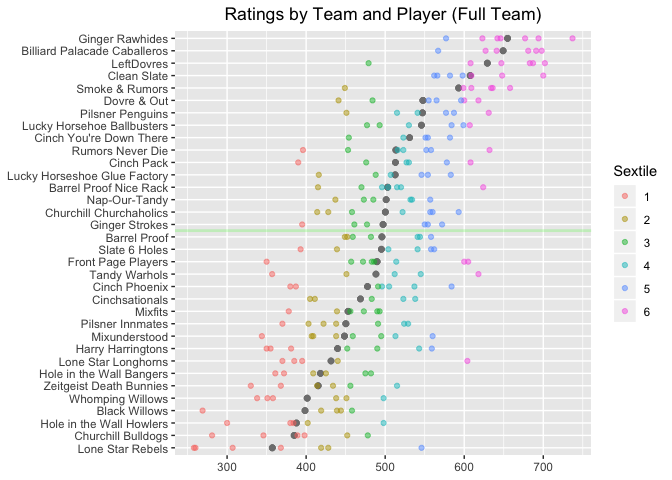 Ratings by Team and Player (Full Team)
Ginger Rawhides
Billiard Palacade Caballeros
LeftDovres
Clean Slate
Smoke & Rumors
Dovre & Out
Pilsner Penguins
Lucky Horsehoe Ballbusters
Cinch You're Down There
Rumors Never Die
Cinch Pack
Lucky Horseshoe Glue Factory
Barrel Proof Nice Rack
Nap-Our-Tandy
Churchill Churchaholics
Ginger Strokes
Barrel Proof
Slate 6 Holes
Front Page Players
Tandy Warhols
Cinch Phoenix
Cinchsationals
Mixfits
Pilsner Innmates
Mixunderstood
Harry Harringtons
Lone Star Longhorns
Hole in the Wall Bangers
Zeitgeist Death Bunnies
Whomping Willows
Black Willows
Hole in the Wall Howlers
Churchill Bulldogs
Lone Star Rebels
300 400 500 600 700
Sextile
1
2
3
4
5
6